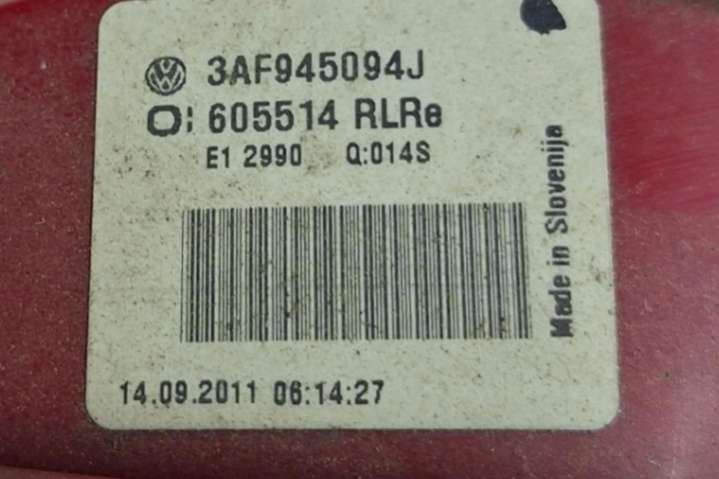 3AF945094J
O: 605514 RLRe
E1 2990 Q:014S
Made in Slovenija
14.09.2011 06:14:27